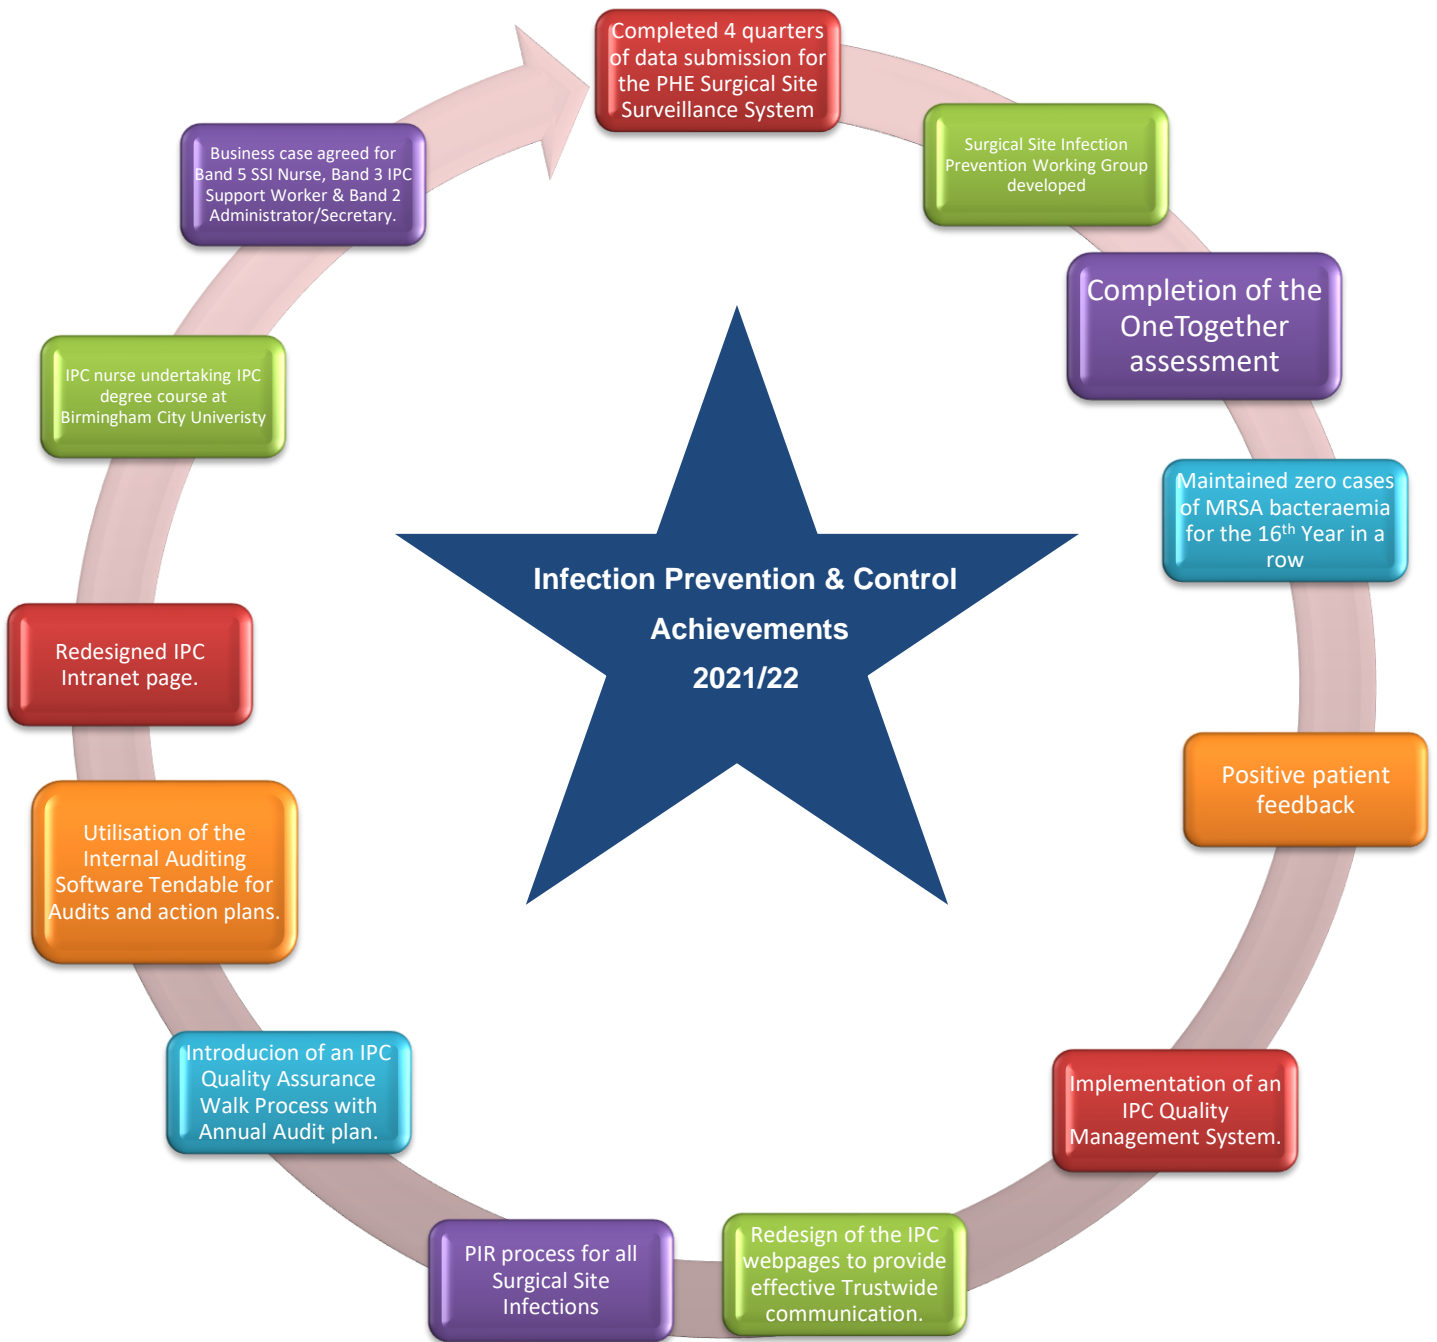 Completed 4 quarters
of data submission for
the PHE Surgical Site
Surveillance System
Surgical Site Infection
Prevention Working Group
developed
Completion of the
OneTogether
assessment
Maintained zero cases
of MRSA bacteraemia
for the 16th Year in a
row
Positive patient
feedback
Implementation of an
IPC Quality
Management System.
Redesign of the IPC
webpages to provide
effective Trustwide
communication.
PIR process for all
Surgical Site
Infections
Introducion of an IPC
Quality Assurance
Walk Process with
Annual Audit plan.
Utilisation of the
Internal Auditing
Software Tendable for
Audits and action plans.
Redesigned IPC
Intranet page.
IPC nurse undertaking IPC
degree course at
Birmingham City Univeristy
Business case agreed for
Band 5 SSI Nurse, Band 3 IPC
Support Worker & Band 2
Administrator/Secretary.
Infection Prevention & Control
Achievements
2021/22